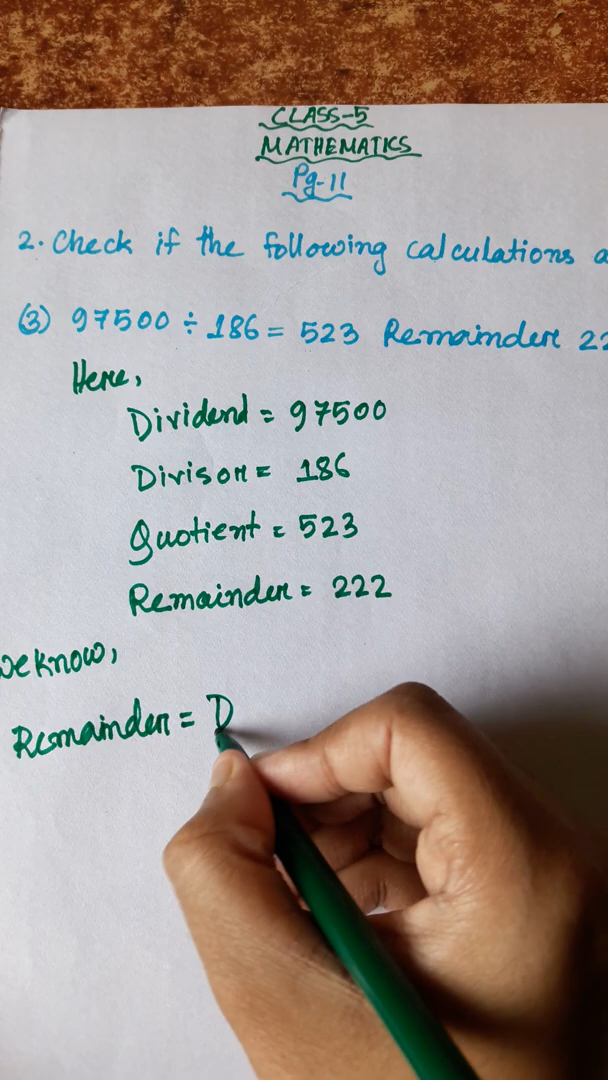 CLASS-5
MATHEMATICS
Pg-11
2. Check if the following calculations
(3) 97500 ÷ 186 = 523 Remainder
Here,
Dividend = 97500
Divisor = 186
Quotient = 523
Remainder = 222
We know,
Remainder = D